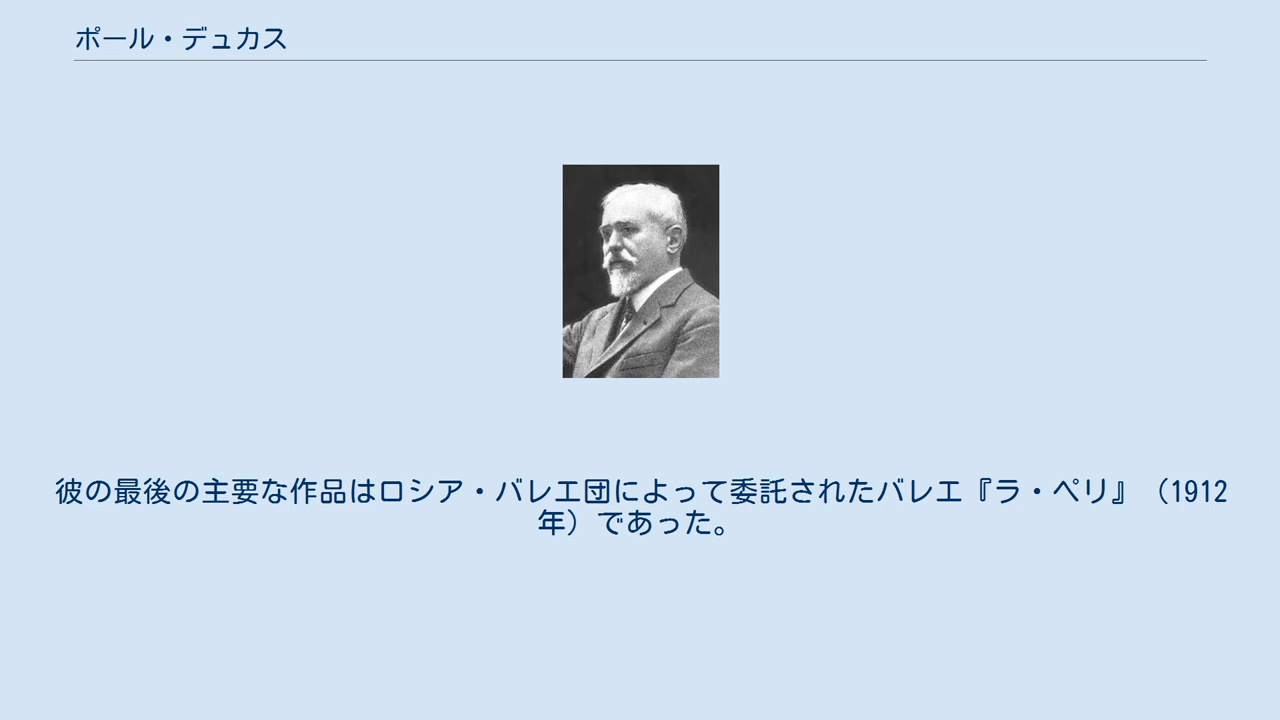 ポール・デュカス
彼の最後の主要な作品はロシア・バレエ団によって委託されたバレエ『ラ・ペリ』（1912
年）であった。